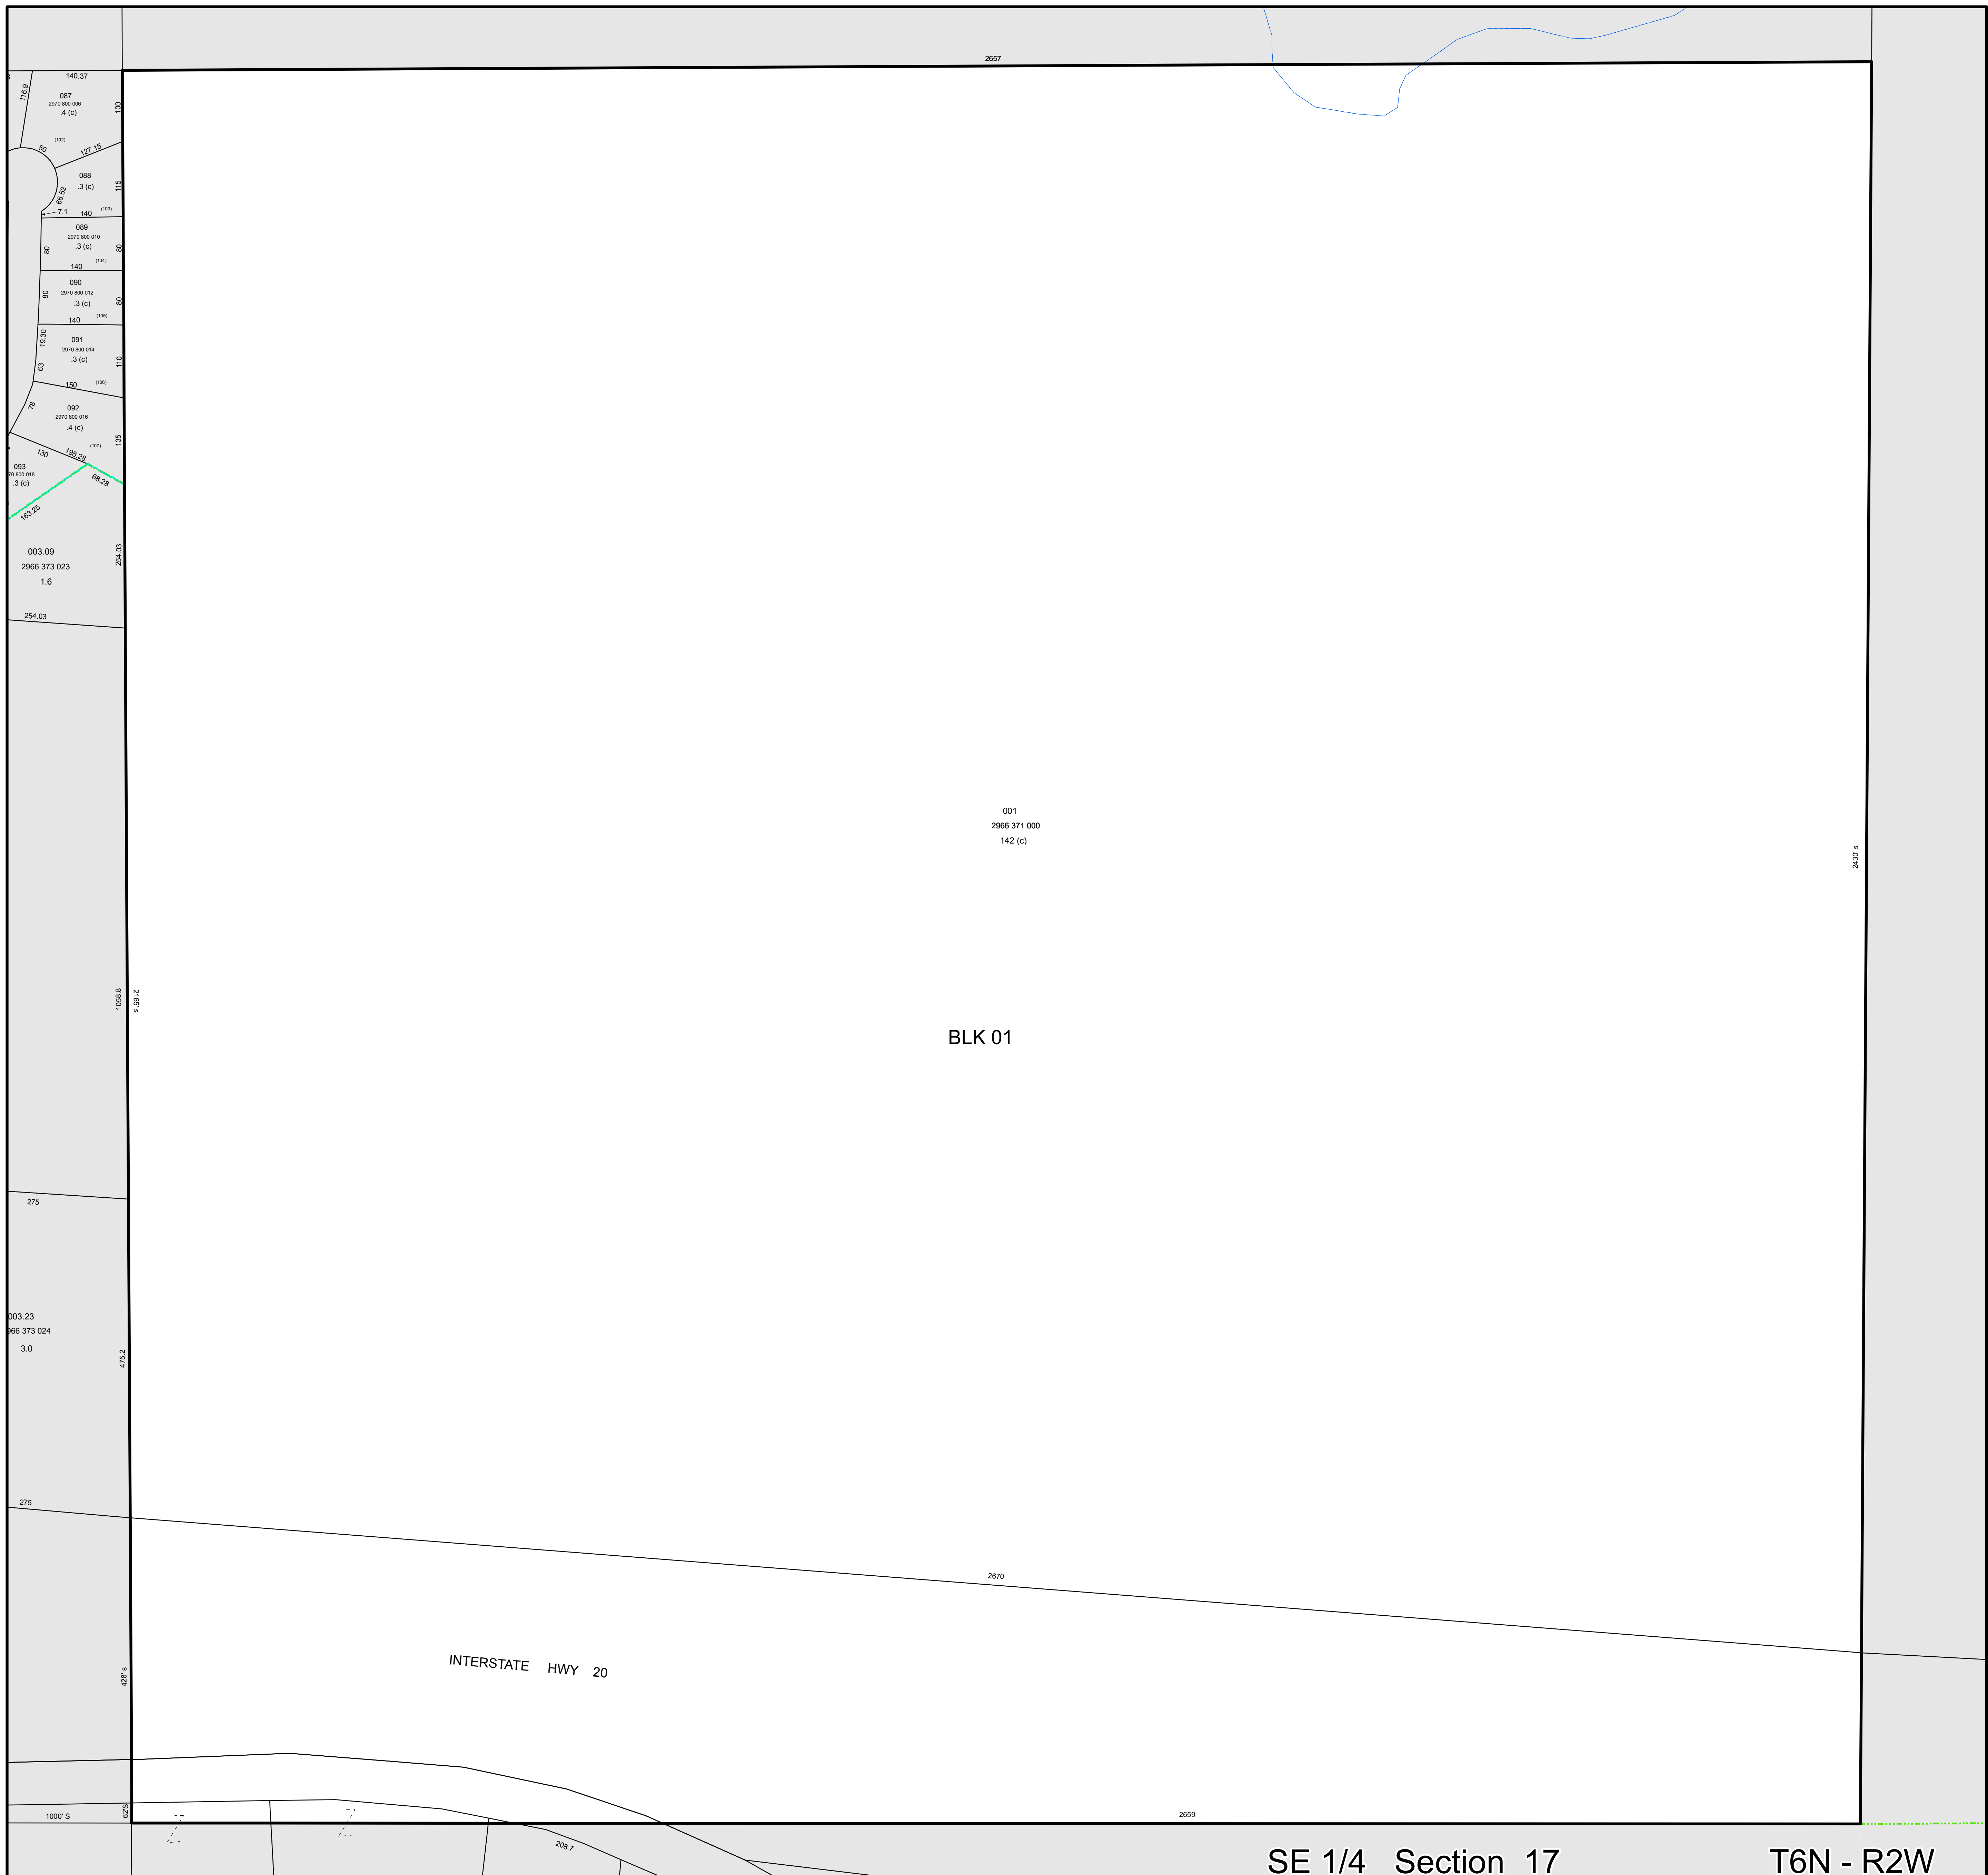 2657
140.37
116.9
087
2970 800 006
.4 (c)
100
(102)
50
127.15
088
.3 (c)
115
66.52
7.1
140
(103)
089
2970 800 010
.3 (c)
80
80
140
(104)
090
2970 800 012
.3 (c)
80
80
140
(105)
19.30
091
2970 800 014
.3 (c)
110
63
150
(106)
78
092
2970 800 016
.4 (c)
135
(107)
130
198.28
093
70 800 018
.3 (c)
68.28
163.25
003.09
2966 373 023
1.6
254.03
254.03
001
2966 371 000
142 (c)
2430' s
1058.8
2165' s
BLK 01
275
003.23
966 373 024
3.0
475.2
275
2670
INTERSTATE HWY 20
428' s
1000' S
62'S
2659
208.7
SE 1/4 Section 17
T6N - R2W